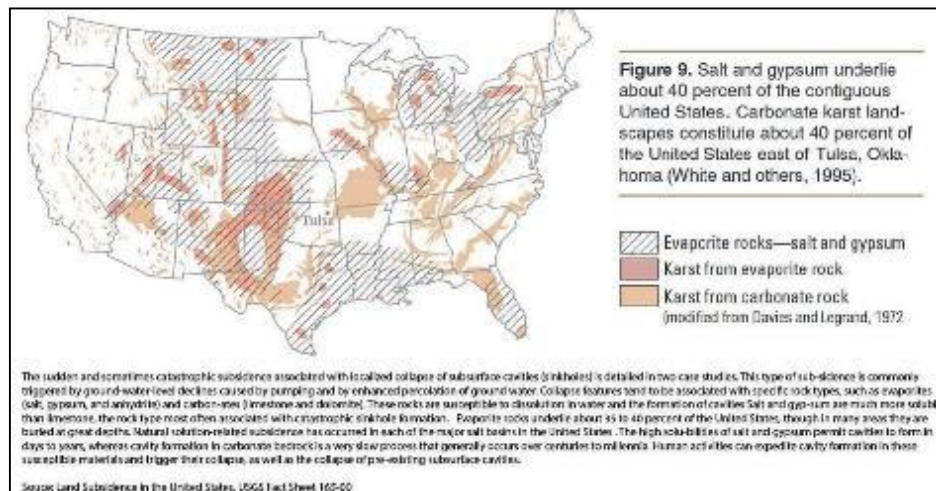 Figure 9. Salt and gypsum underlie
about 40 percent of the contiguous
United States. Carbonate karst land-
scapes constitute about 40 percent of
the United States east of Tulsa, Okla-
homa (White and others, 1995).
Tulsa
Evaporite rocks—salt and gypsum
Karst from evaporite rock
Karst from carbonate rock
(modified from Davies and Legrand, 1972
The sudden and sometimes catastrophic subsidence associated with localized collapse of subsurface cavities (sinkholes) is detailed in two case studies. This type of sub-sidence is commonly
triggered by ground-water-level declines caused by pumping and by enhanced percolation of ground water. Collapse features tend to be associated with specific rock types, such as evaporites
(salt, gypsum, and anhydrite) and carbon-ates (limestone and dolomite). These rocks are susceptible to dissolution in water and the formation of cavities Salt and gyp-sum are much more soluble
than limestone, the rock type most often associated with catastrophic sinkhole formation. Evaporite rocks underlie about 35 to 40 percent of the United States, though in many areas they are
buried at great depths. Natural solution-related subsidence has occurred in each of the major salt basins in the United States. The high solu-bilities of salt and gypsum permit cavities to form in
days to years, whereas cavity formation in carbonate bedrock is a very slow process that generally occurs over centuries to millennia. Human activities can expedite cavity formation in these
susceptible materials and trigger their collapse, as well as the collapse of pre-existing subsurface cavities.
Source: Land Subsidence in the United States, USGS Fact Sheet 165-00